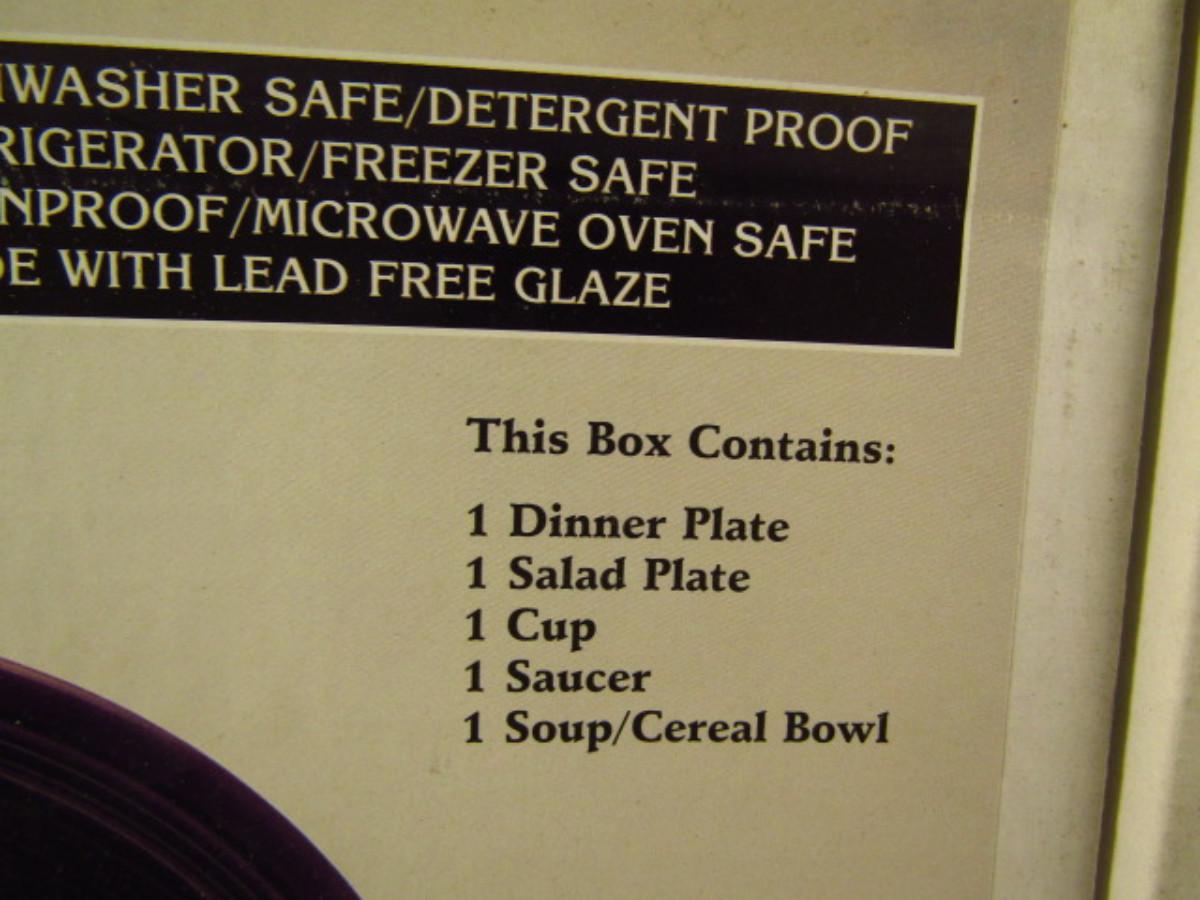 HWASHER SAFE/DETERGENT PROOF
RIGERATOR/FREEZER SAFE
NPROOF/MICROWAVE OVEN SAFE
DE WITH LEAD FREE GLAZE
This Box Contains:
1 Dinner Plate
1 Salad Plate
1 Cup
1 Saucer
1 Soup/Cereal Bowl